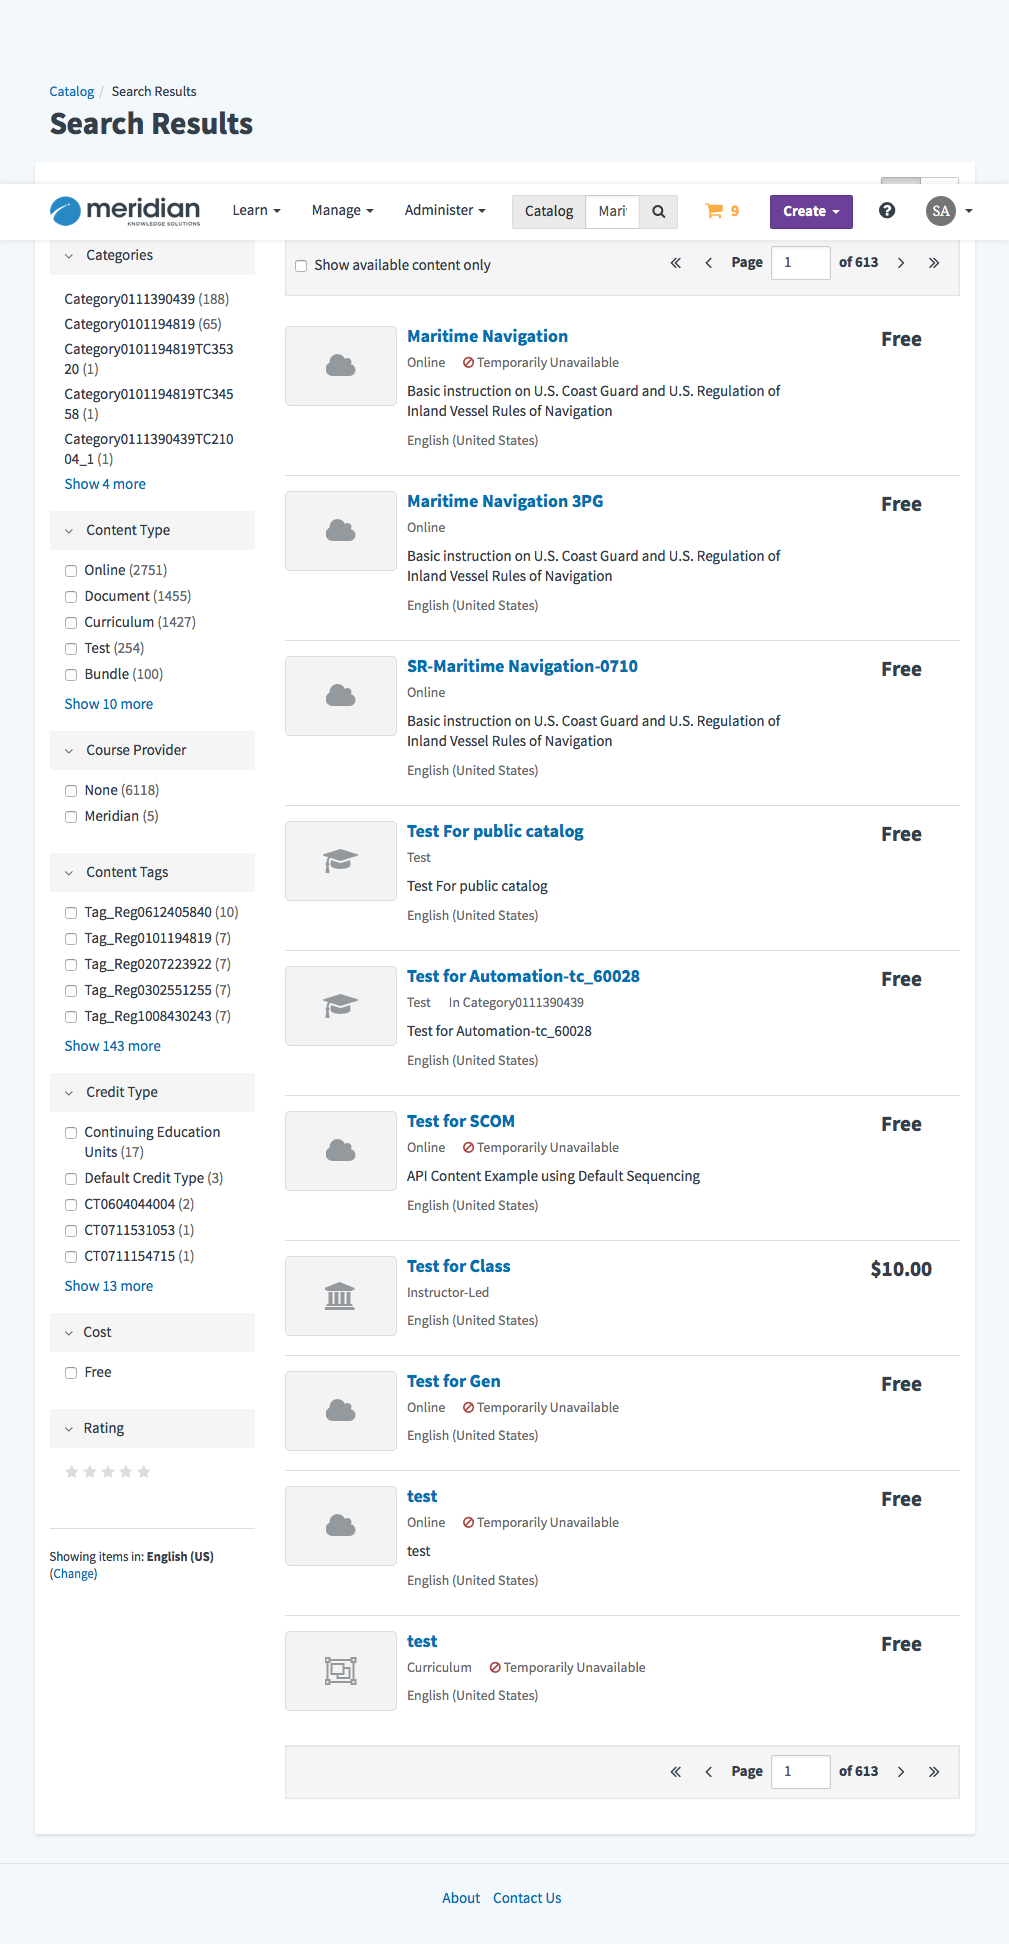 Catalog / Search Results
Search Results
meridian
KNOWLEDGE SOLUTIONS
Learn
Manage
Administer
Catalog
Mari
9
Create
SA
Categories
Category0111390439 (188)
Category0101194819 (65)
Category0101194819TC353
20 (1)
Category0101194819TC345
58 (1)
Category0111390439TC210
04_1 (1)
Show 4 more
Content Type
Online (2751)
Document (1455)
Curriculum (1427)
Test (254)
Bundle (100)
Show 10 more
Course Provider
None (6118)
Meridian (5)
Content Tags
Tag_Reg0612405840 (10)
Tag_Reg0101194819 (7)
Tag_Reg0207223922 (7)
Tag_Reg0302551255 (7)
Tag_Reg1008430243 (7)
Show 143 more
Credit Type
Continuing Education
Units (17)
Default Credit Type (3)
CT0604044004 (2)
CT0711531053 (1)
CT0711154715 (1)
Show 13 more
Cost
Free
Rating
Showing items in: English (US)
(Change)
Show available content only
Page 1 of 613
Maritime Navigation
Free
Online Temporarily Unavailable
Basic instruction on U.S. Coast Guard and U.S. Regulation of
Inland Vessel Rules of Navigation
English (United States)
Maritime Navigation 3PG
Free
Online
Basic instruction on U.S. Coast Guard and U.S. Regulation of
Inland Vessel Rules of Navigation
English (United States)
SR-Maritime Navigation-0710
Free
Online
Basic instruction on U.S. Coast Guard and U.S. Regulation of
Inland Vessel Rules of Navigation
English (United States)
Test For public catalog
Free
Test
Test For public catalog
English (United States)
Test for Automation-tc_60028
Free
Test In Category0111390439
Test for Automation-tc_60028
English (United States)
Test for SCOM
Free
Online Temporarily Unavailable
API Content Example using Default Sequencing
English (United States)
Test for Class
$10.00
Instructor-Led
English (United States)
Test for Gen
Free
Online Temporarily Unavailable
English (United States)
test
Free
Online Temporarily Unavailable
test
English (United States)
test
Free
Curriculum Temporarily Unavailable
English (United States)
Page 1 of 613
About Contact Us